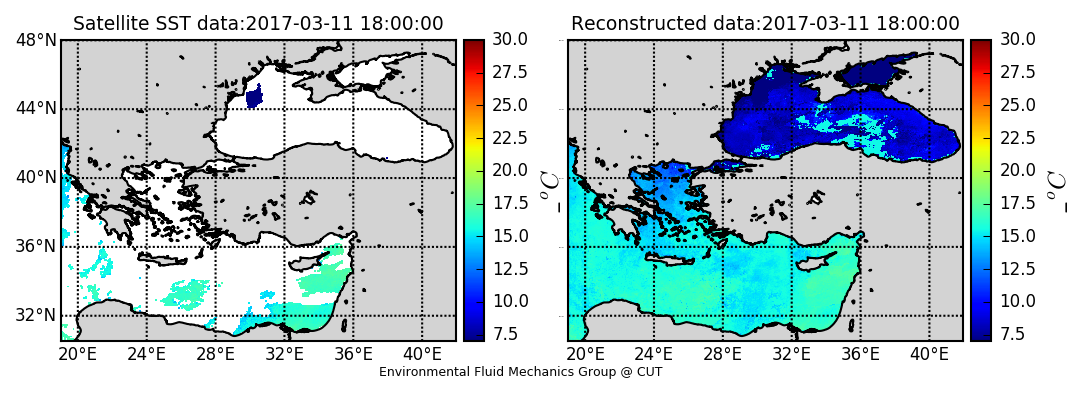 Satellite SST data:2017-03-11 18:00:00
48°N
44°N
40°N
36°N
32°N
20°E 24°E 28°E 32°E 36°E 40°E
30.0
27.5
25.0
22.5
20.0
17.5
15.0
12.5
10.0
7.5
_°C
Reconstructed data:2017-03-11 18:00:00
20°E 24°E 28°E 32°E 36°E 40°E
30.0
27.5
25.0
22.5
20.0
17.5
15.0
12.5
10.0
7.5
_°C
Environmental Fluid Mechanics Group @ CUT